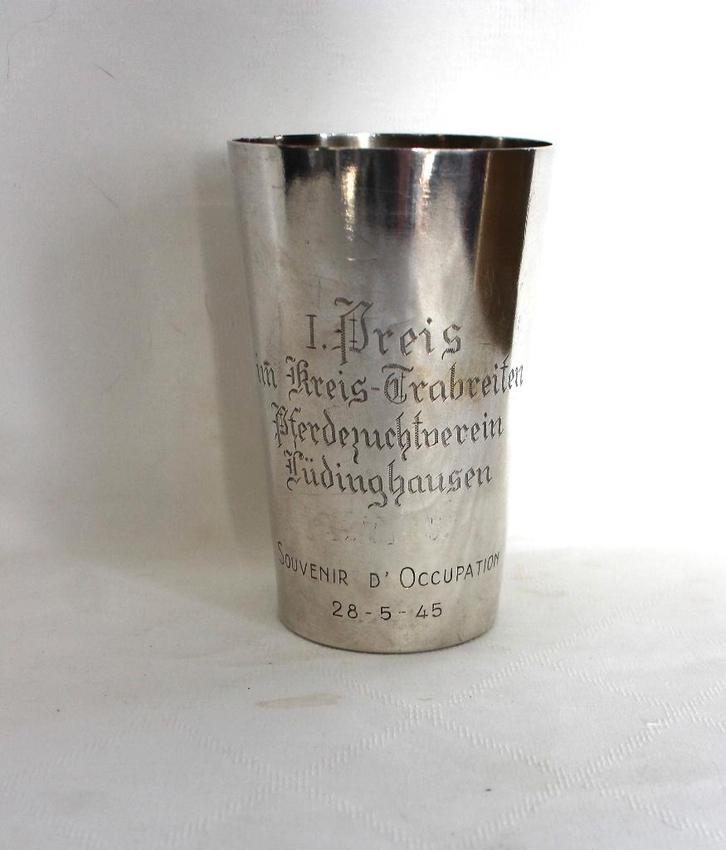 I. Preis
im Kreis-Trabreiten
Pferdezuchtverein
Lüdinghausen
SOUVENIR D' OCCUPATION
28-5-45